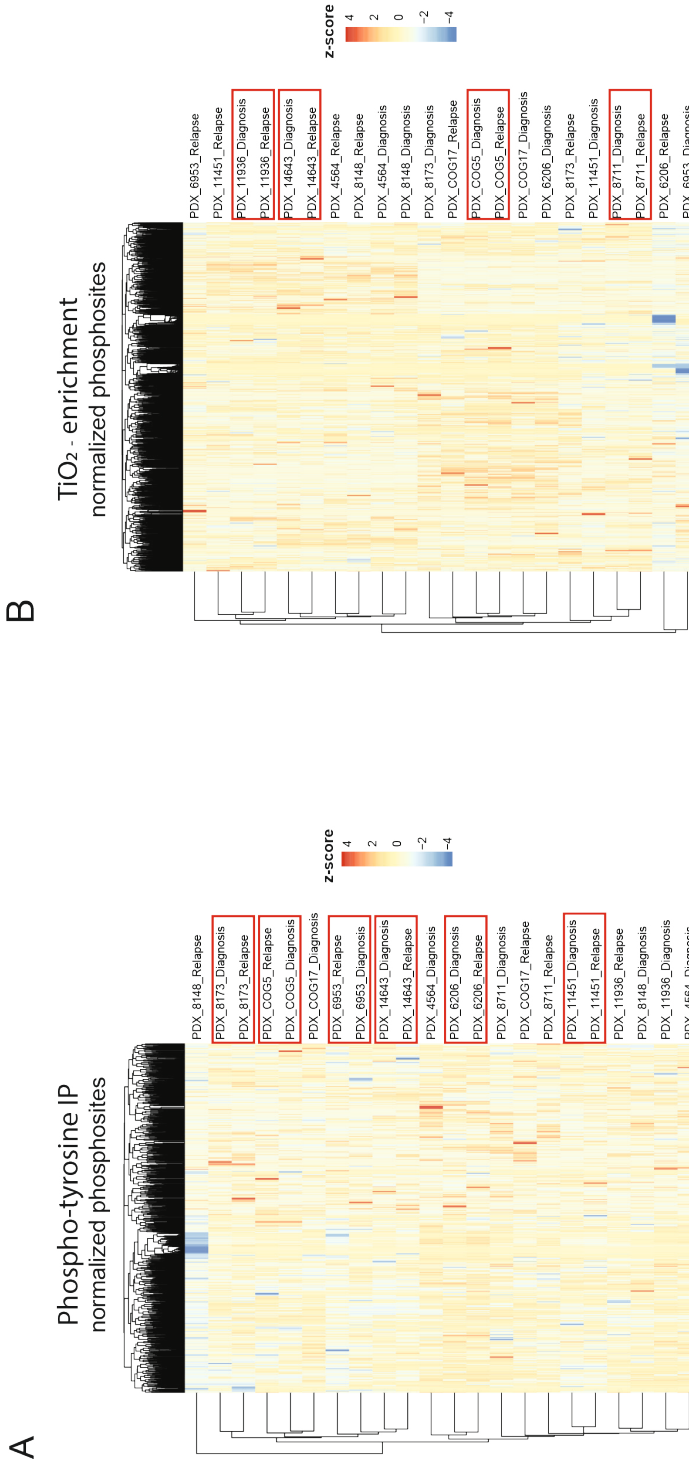 B
TiO2 - enrichment
normalized phosphosites
z-score
4
2
0
−2
−4
PDX_6953_Relapse
PDX_11451_Relapse
PDX_11936_Diagnosis
PDX_11936_Relapse
PDX_14643_Diagnosis
PDX_14643_Relapse
PDX_4564_Relapse
PDX_8148_Relapse
PDX_4564_Diagnosis
PDX_8148_Diagnosis
PDX_8173_Diagnosis
PDX_COG17_Relapse
PDX_COG5_Diagnosis
PDX_COG5_Relapse
PDX_COG17_Diagnosis
PDX_6206_Diagnosis
PDX_8173_Relapse
PDX_11451_Diagnosis
PDX_8711_Diagnosis
PDX_8711_Relapse
PDX_6206_Relapse
PDX_6953_Diagnosis
A
Phospho-tyrosine IP
normalized phosphosites
z-score
4
2
0
−2
−4
PDX_8148_Relapse
PDX_8173_Diagnosis
PDX_8173_Relapse
PDX_COG5_Relapse
PDX_COG5_Diagnosis
PDX_COG17_Diagnosis
PDX_6953_Relapse
PDX_6953_Diagnosis
PDX_14643_Diagnosis
PDX_14643_Relapse
PDX_4564_Diagnosis
PDX_6206_Diagnosis
PDX_6206_Relapse
PDX_8711_Diagnosis
PDX_COG17_Relapse
PDX_8711_Relapse
PDX_11451_Diagnosis
PDX_11451_Relapse
PDX_11936_Relapse
PDX_8148_Diagnosis
PDX_11936_Diagnosis